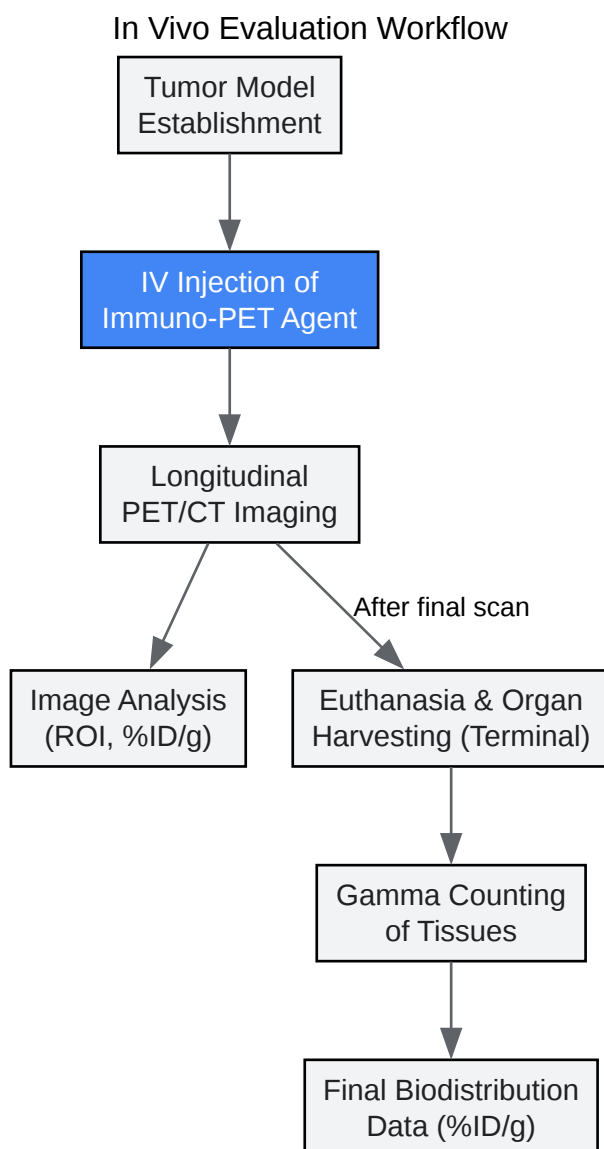 In Vivo Evaluation Workflow
Tumor Model
Establishment
IV Injection of
Immuno-PET Agent
Longitudinal
PET/CT Imaging
After final scan
Image Analysis
(ROI, %ID/g)
Euthanasia & Organ
Harvesting (Terminal)
Gamma Counting
of Tissues
Final Biodistribution
Data (%ID/g)